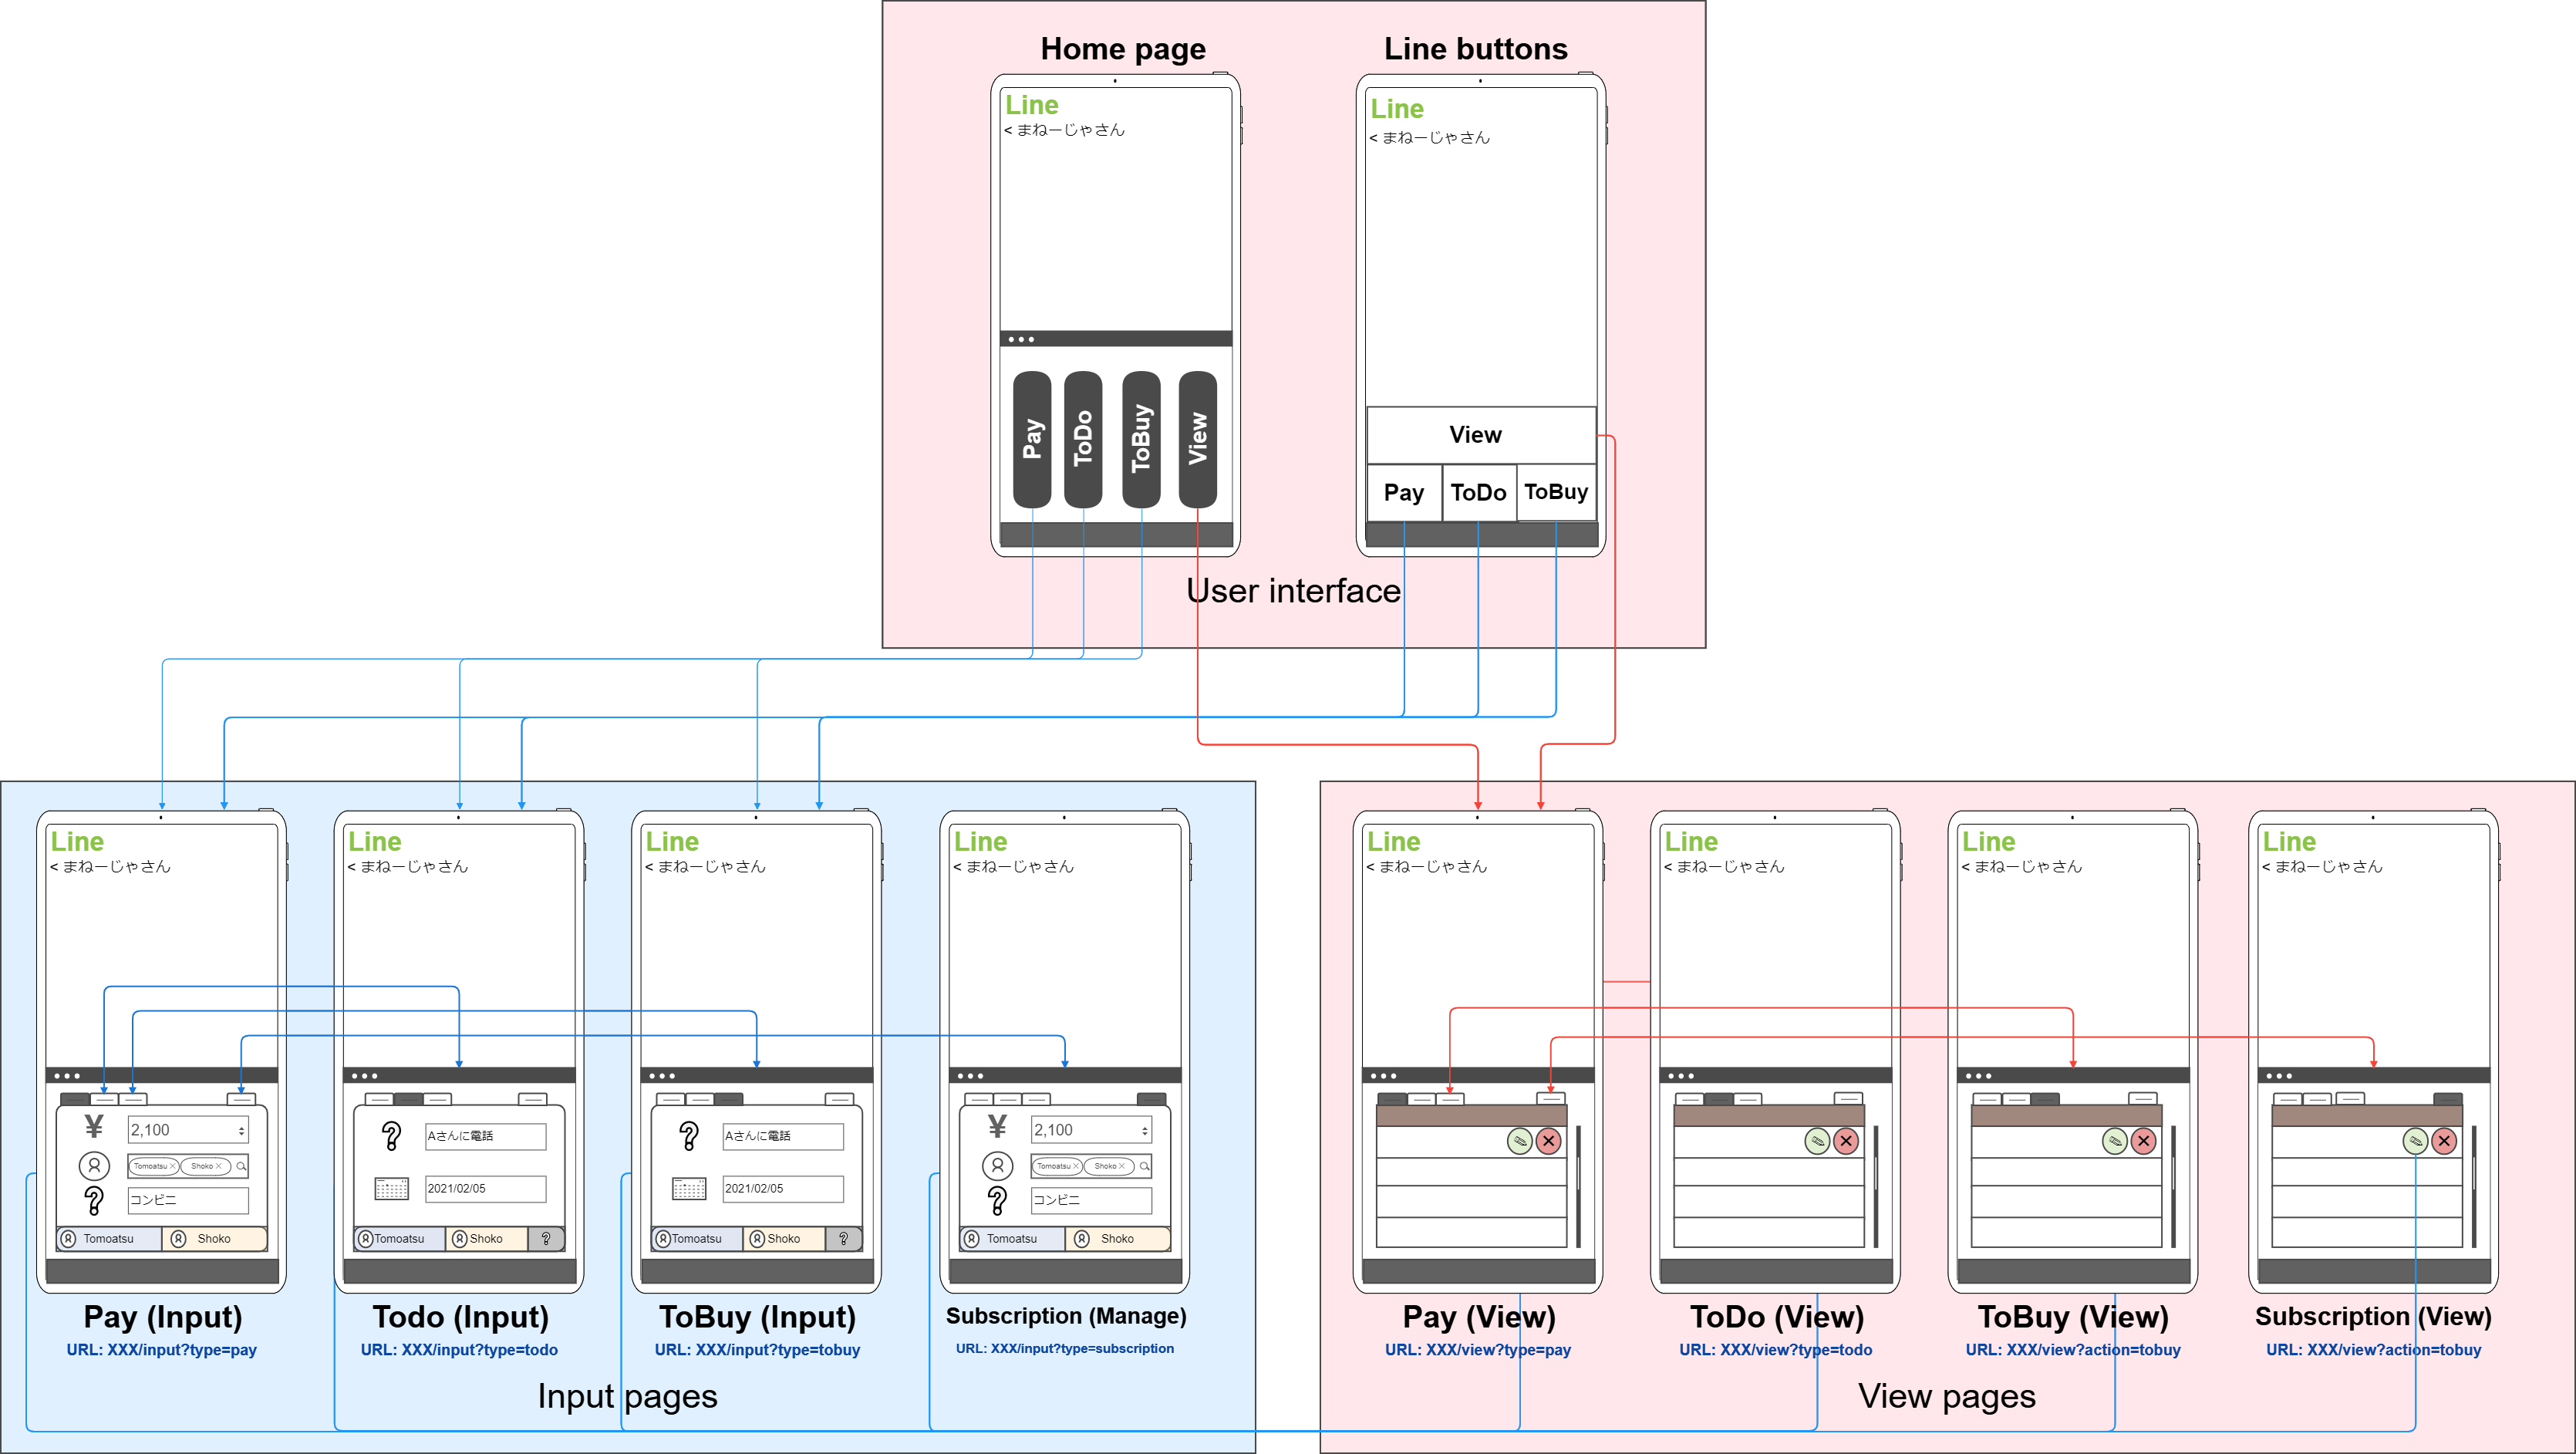 Home page
Line
< まねーじゃさん
Pay
ToDo
ToBuy
View
Line buttons
Line
< まねーじゃさん
View
Pay
ToDo
ToBuy
User interface
Line
< まねーじゃさん
¥
2,100
Tomoatsu
Shoko
?
コンビニ
Tomoatsu
Shoko
Pay (Input)
URL: XXX/input?type=pay
Line
< まねーじゃさん
?
Aさんに電話
2021/02/05
Tomoatsu
Shoko
?
Todo (Input)
URL: XXX/input?type=todo
Line
< まねーじゃさん
?
Aさんに電話
2021/02/05
Tomoatsu
Shoko
?
ToBuy (Input)
URL: XXX/input?type=tobuy
Line
< まねーじゃさん
¥
2,100
Tomoatsu
Shoko
?
コンビニ
Tomoatsu
Shoko
Subscription (Manage)
URL: XXX/input?type=subscription
Input pages
Line
< まねーじゃさん
Pay (View)
URL: XXX/view?type=pay
Line
< まねーじゃさん
ToDo (View)
URL: XXX/view?type=todo
Line
< まねーじゃさん
ToBuy (View)
URL: XXX/view?action=tobuy
Line
< まねーじゃさん
Subscription (View)
URL: XXX/view?action=tobuy
View pages